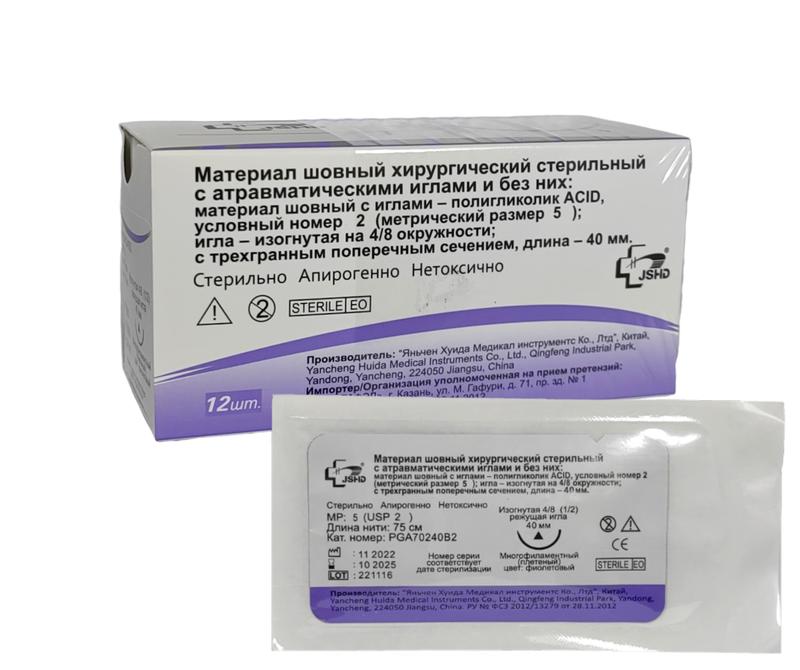 JSHD
Материал шовный хирургический стерильный
с атравматическими иглами и без них:
материал шовный с иглами – полигликолик ACID,
условный номер 2 (метрический размер 5 );
игла – изогнутая на 4/8 окружности;
с трехгранным поперечным сечением, длина – 40 мм.
Стерильно Апирогенно Нетоксично
JSHD
2 STERILE EO
Производитель: "Яньчен Хуида Медикал инструментс Ко., Лтд", Китай,
Yancheng Huida Medical Instruments Co., Ltd., Qingfeng Industrial Park,
Yandong, Yancheng, 224050 Jiangsu, China
Импортер/Организация уполномоченная на прием претензий:
г. Казань, ул. М. Гафури, д. 71, пр. зд. № 1
12шт.
Материал шовный хирургический стерильный
с атравматическими иглами и без них:
материал шовный с иглами – полигликолик ACID, условный номер 2
(метрический размер 5 ); игла – изогнутая на 4/8 окружности;
с трехгранным поперечным сечением, длина – 40 мм.
JSHD
Стерильно Апирогенно Нетоксично
МР: 5 (USP 2 )
Длина нити: 75 см
Кат. номер: PGA70240B2
Изогнутая 4/8 (1/2)
режущая игла
40 мм
2
CE
: 11 2022
: 10 2025
LOT : 221116
Номер серии
соответствует
дате стерилизации
Многофиламентный
(плетеный)
цвет: фиолетовый
STERILE EO
Производитель: "Яньчен Хуида Медикал инструментс Ко., Лтд", Китай,
Yancheng Huida Medical Instruments Co., Ltd., Qingfeng Industrial Park, Yandong,
Yancheng, 224050 Jiangsu, China. РУ № ФСЗ 2012/13279 от 28.11.2012